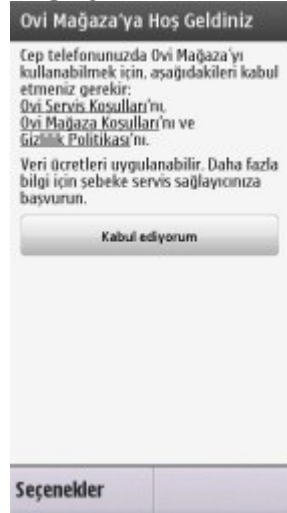 Ovi Mağaza'ya Hoş Geldiniz
Cep telefonunuzda Ovi Mağaza'yı
kullanabilmek için, aşağıdakileri kabul
etmeniz gerekir:
Ovi Servis Koşulları'nı,
Ovi Mağaza Koşulları'nı ve
Gizlilik Politikası'nı.
Veri ücretleri uygulanabilir. Daha fazla
bilgi için şebeke servis sağlayıcınıza
başvurun.
Kabul ediyorum
Seçenekler